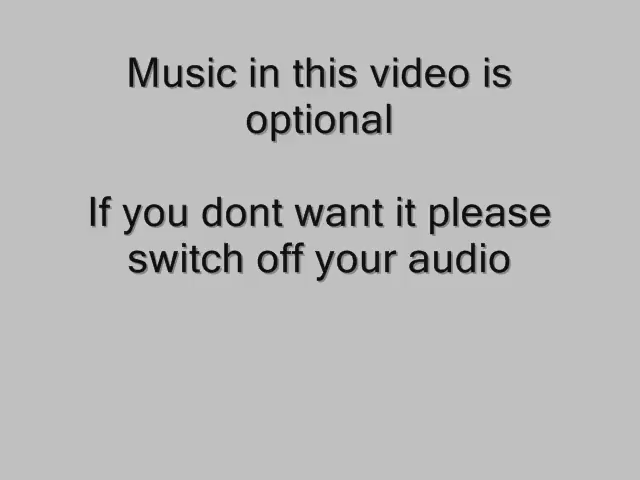 Music in this video is
optional
If you dont want it please
switch off your audio